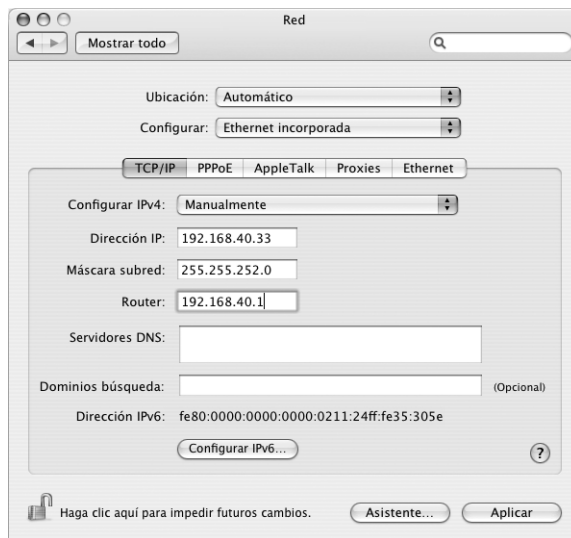 Red
Mostrar todo
Ubicación: Automático
Configurar: Ethernet incorporada
TCP/IP PPPoE AppleTalk Proxies Ethernet
Configurar IPv4: Manualmente
Dirección IP: 192.168.40.33
Máscara subred: 255.255.252.0
Router: 192.168.40.1
Servidores DNS:
Dominios búsqueda: (Opcional)
Dirección IPv6: fe80:0000:0000:0000:0211:24ff:fe35:305e
Configurar IPv6...
?
Haga clic aquí para impedir futuros cambios. Asistente... Aplicar